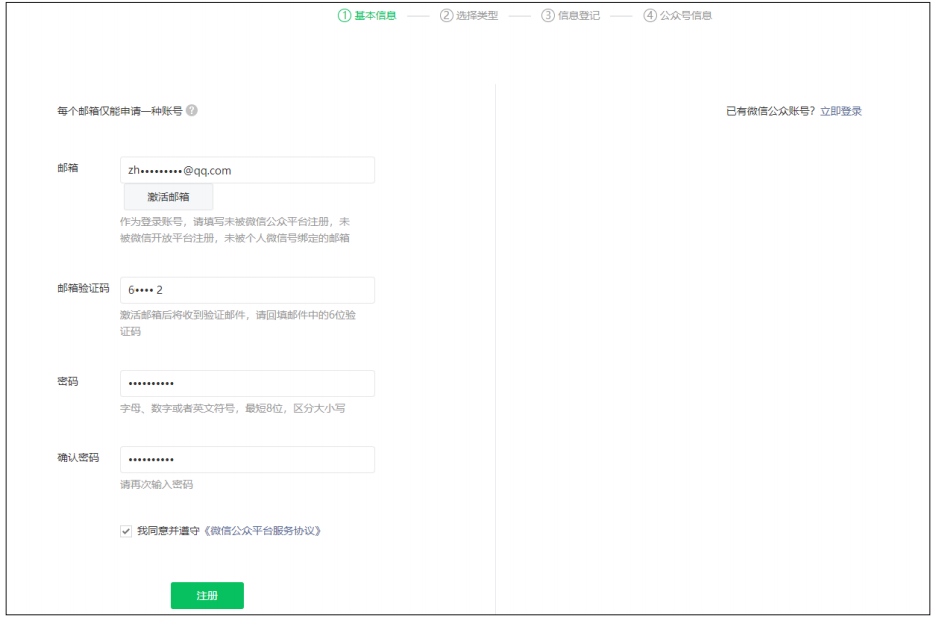 ① 基本信息 —— ② 选择类型 —— ③ 信息登记 —— ④ 公众号信息
每个邮箱仅能申请一种账号 ?
已有微信公众账号？立即登录
邮箱 zh•••••••••@qq.com
激活邮箱
作为登录账号，请填写未被微信公众平台注册，未
被微信开放平台注册，未被个人微信号绑定的邮箱
邮箱验证码 6•••• 2
激活邮箱后将收到验证邮件，请回填邮件中的6位验
证码
密码 ••••••••••
字母、数字或者英文符号，最短8位，区分大小写
确认密码 ••••••••••
请再次输入密码
我同意并遵守《微信公众平台服务协议》
注册